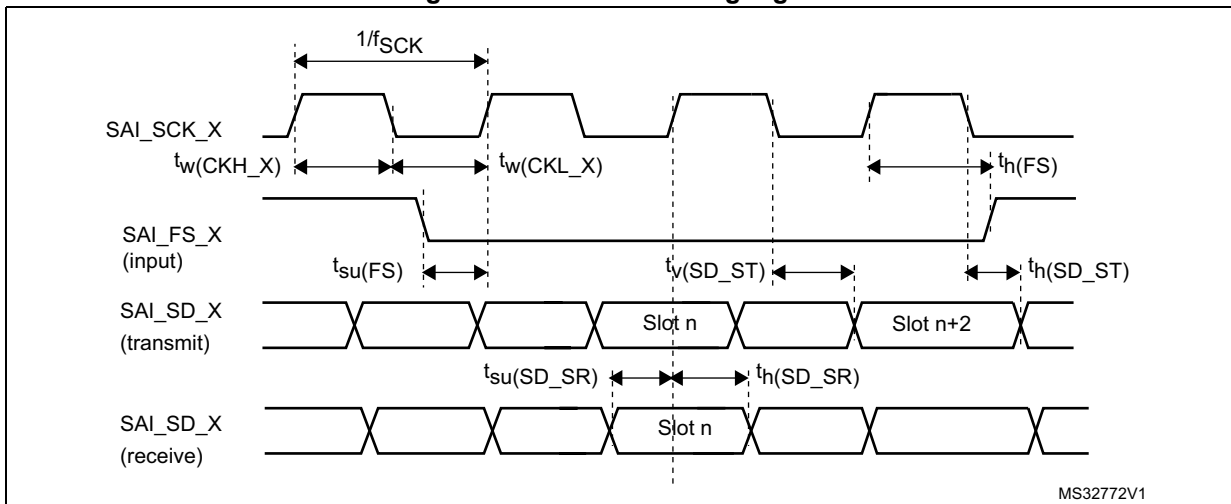 1/fSCK
SAI_SCK_X
tw(CKH_X)
tw(CKL_X)
th(FS)
SAI_FS_X
(input)
tsu(FS)
tv(SD_ST)
th(SD_ST)
SAI_SD_X
(transmit)
Slot n
Slot n+2
tsu(SD_SR)
th(SD_SR)
SAI_SD_X
(receive)
Slot n
MS32772V1